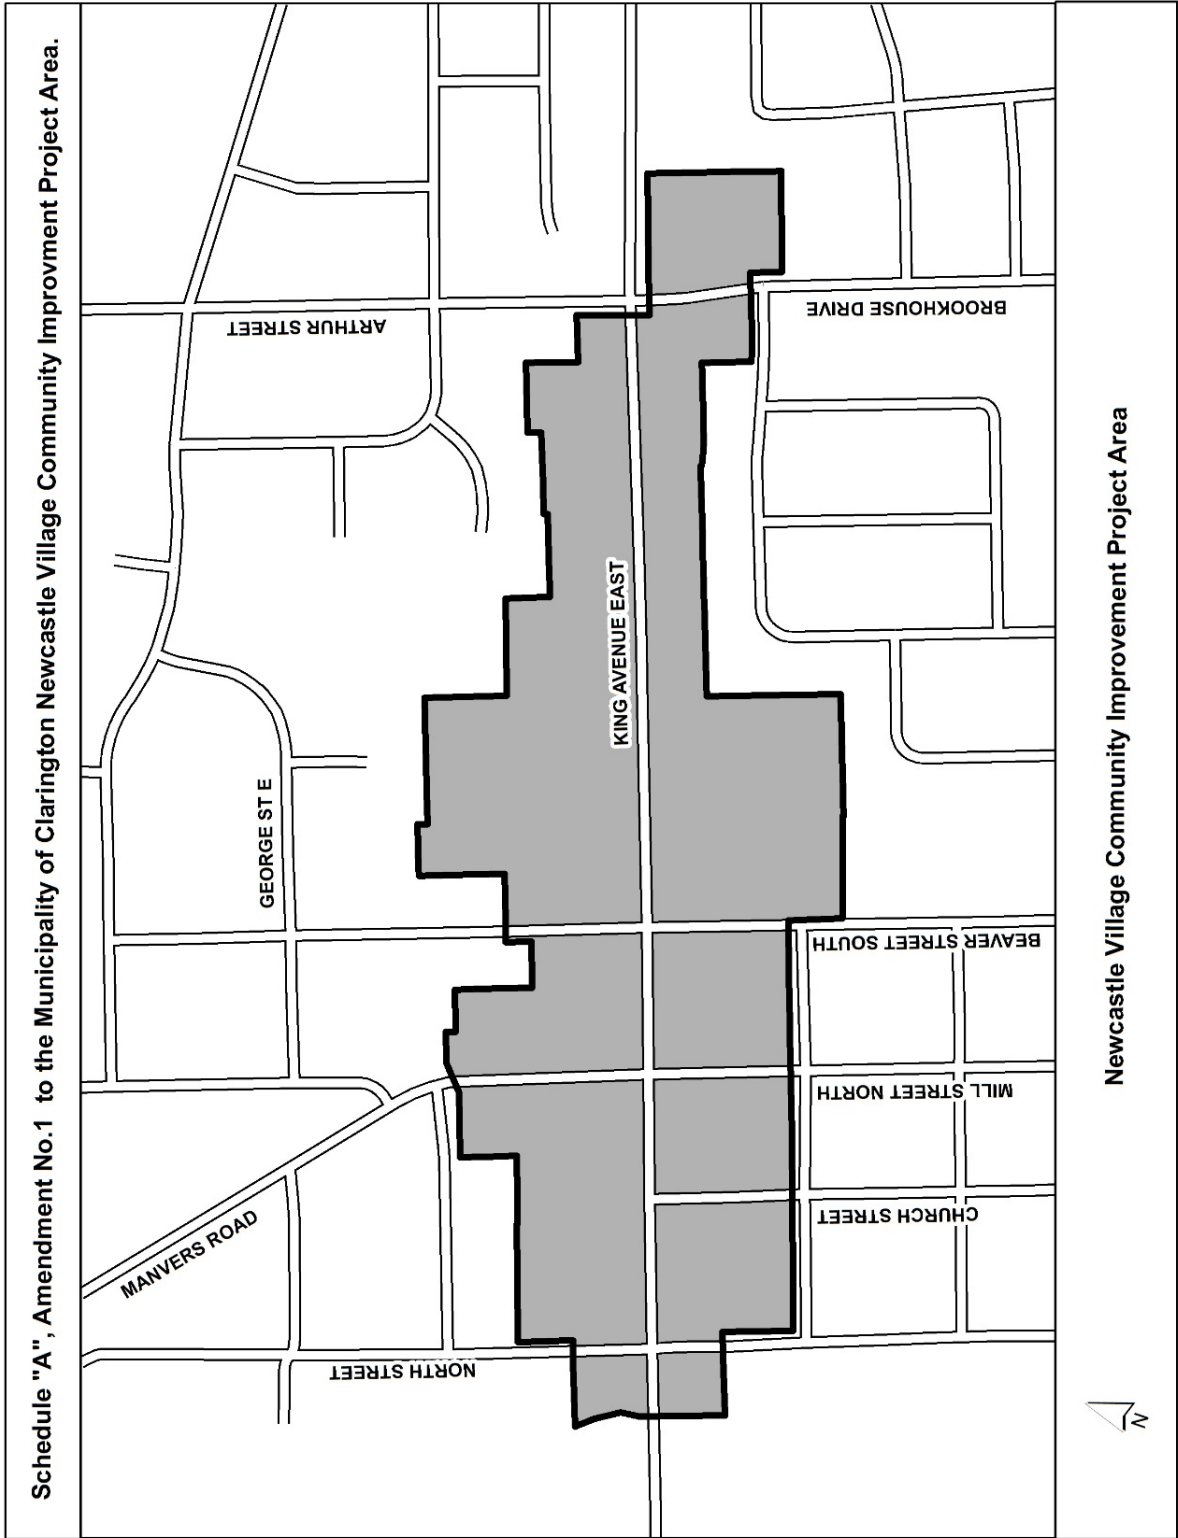 Schedule "A", Amendment No.1 to the Municipality of Clarington Newcastle Village Community Improvment Project Area.
MANVERS ROAD
GEORGE ST E
NORTH STREET
ARTHUR STREET
KING AVENUE EAST
CHURCH STREET
MILL STREET NORTH
BEAVER STREET SOUTH
BROOKHOUSE DRIVE
N
Newcastle Village Community Improvement Project Area